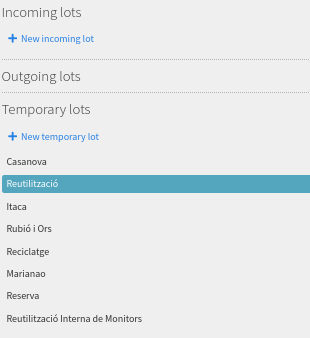 Incoming lots
+ New incoming lot
Outgoing lots
Temporary lots
+ New temporary lot
Casanova
Reutilització
Itaca
Rubió i Ors
Reciclatge
Marianao
Reserva
Reutilització Interna de Monitors